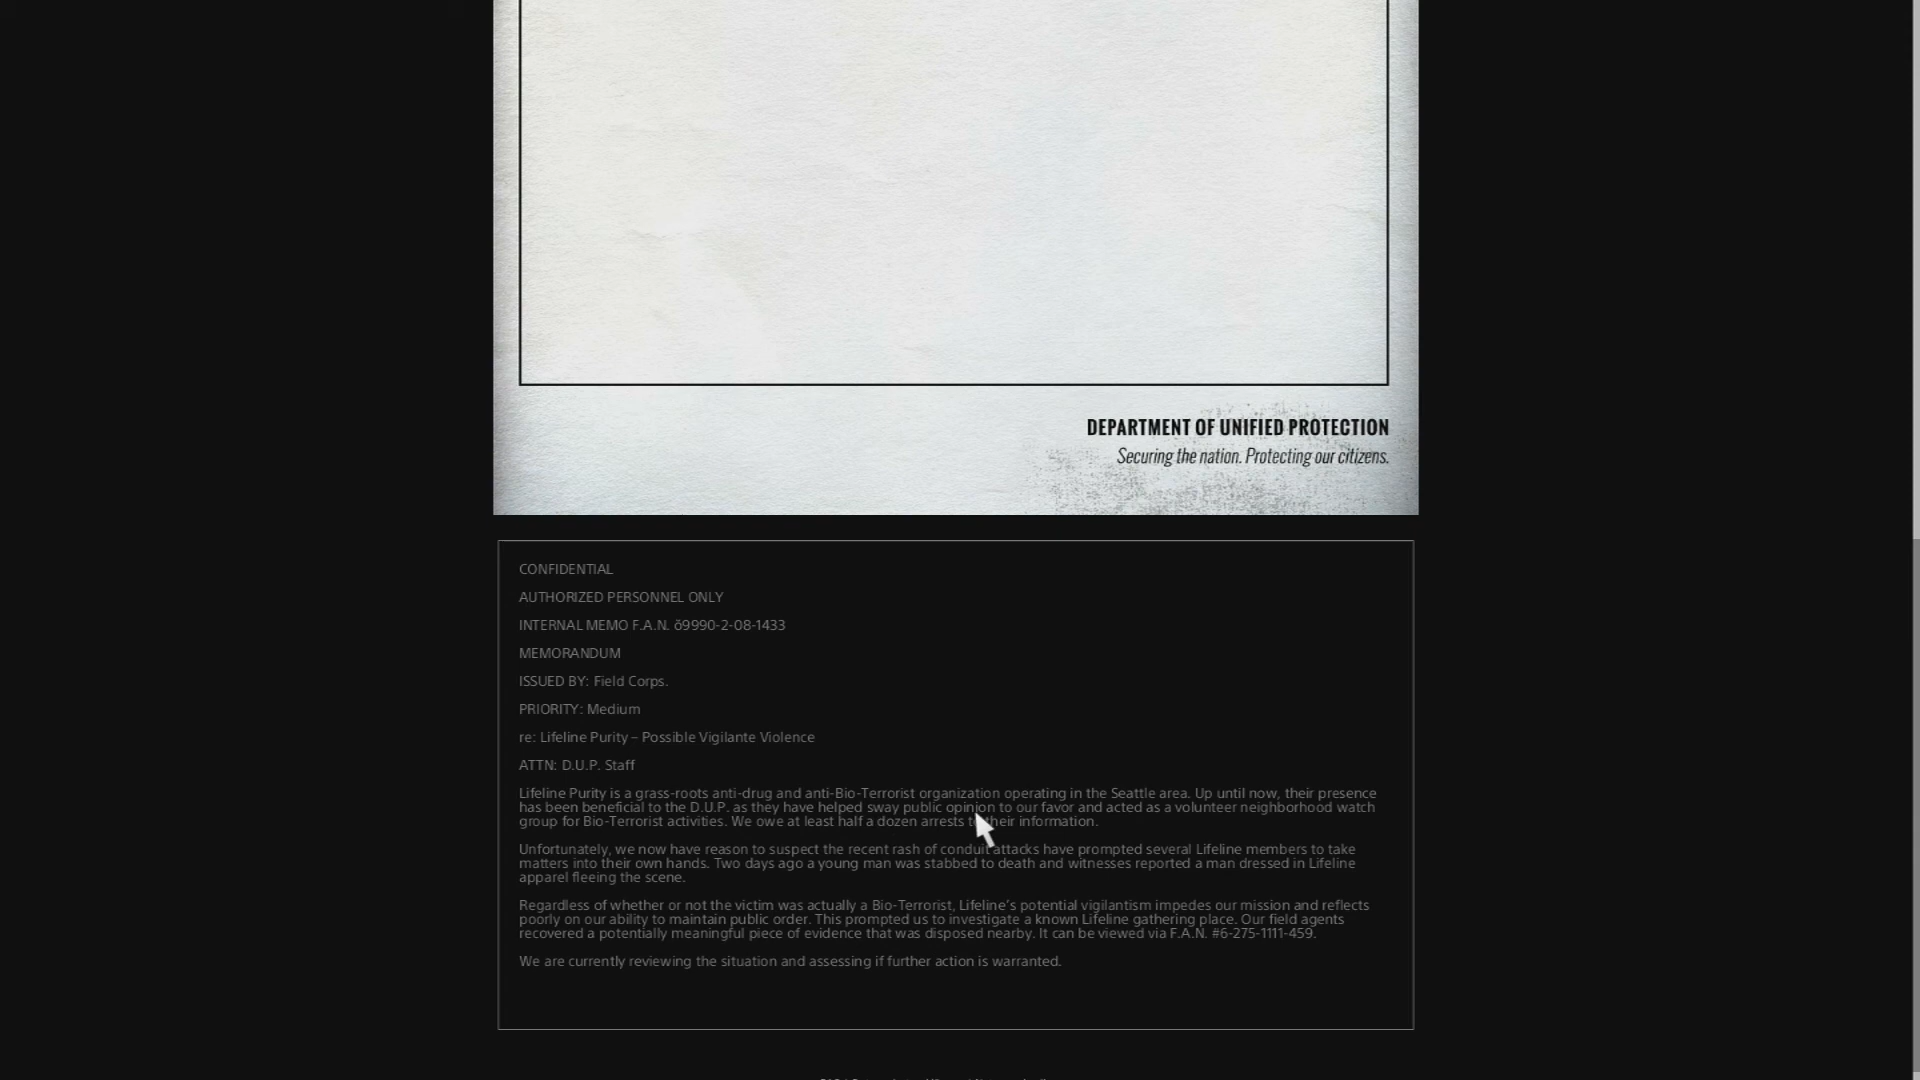 DEPARTMENT OF UNIFIED PROTECTION
Securing the nation. Protecting our citizens.
CONFIDENTIAL
AUTHORIZED PERSONNEL ONLY
INTERNAL MEMO F.A.N. ő9990-2-08-1433
MEMORANDUM
ISSUED BY: Field Corps.
PRIORITY: Medium
re: Lifeline Purity – Possible Vigilante Violence
ATTN: D.U.P. Staff
Lifeline Purity is a grass-roots anti-drug and anti-Bio-Terrorist organization operating in the Seattle area. Up until now, their presence
has been beneficial to the D.U.P. as they have helped sway public opinion to our favor and acted as a volunteer neighborhood watch
group for Bio-Terrorist activities. We owe at least half a dozen arrests to their information.
Unfortunately, we now have reason to suspect the recent rash of conduit attacks have prompted several Lifeline members to take
matters into their own hands. Two days ago a young man was stabbed to death and witnesses reported a man dressed in Lifeline
apparel fleeing the scene.
Regardless of whether or not the victim was actually a Bio-Terrorist, Lifeline's potential vigilantism impedes our mission and reflects
poorly on our ability to maintain public order. This prompted us to investigate a known Lifeline gathering place. Our field agents
recovered a potentially meaningful piece of evidence that was disposed nearby. It can be viewed via F.A.N. #6-275-1111-459.
We are currently reviewing the situation and assessing if further action is warranted.